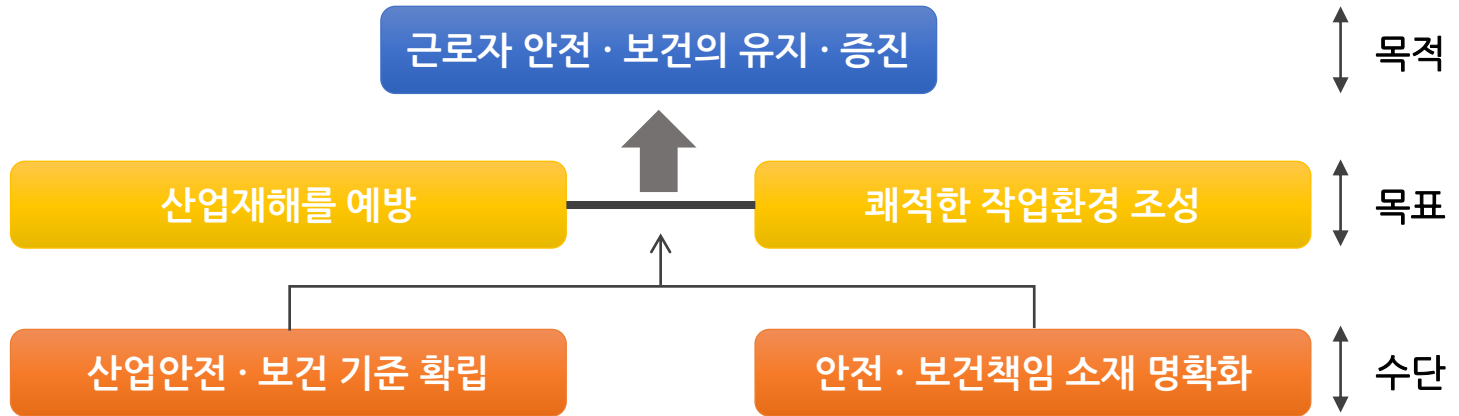 근로자 안전 · 보건의 유지 · 증진
목적
산업재해를 예방
쾌적한 작업환경 조성
목표
산업안전 · 보건 기준 확립
안전 · 보건책임 소재 명확화
수단